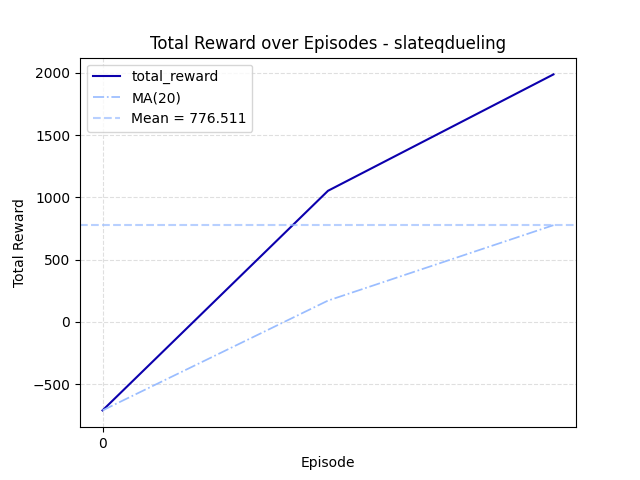 Total Reward over Episodes - slateqdueling
total_reward
MA(20)
Mean = 776.511
2000
1500
1000
500
0
−500
Total Reward
0
Episode